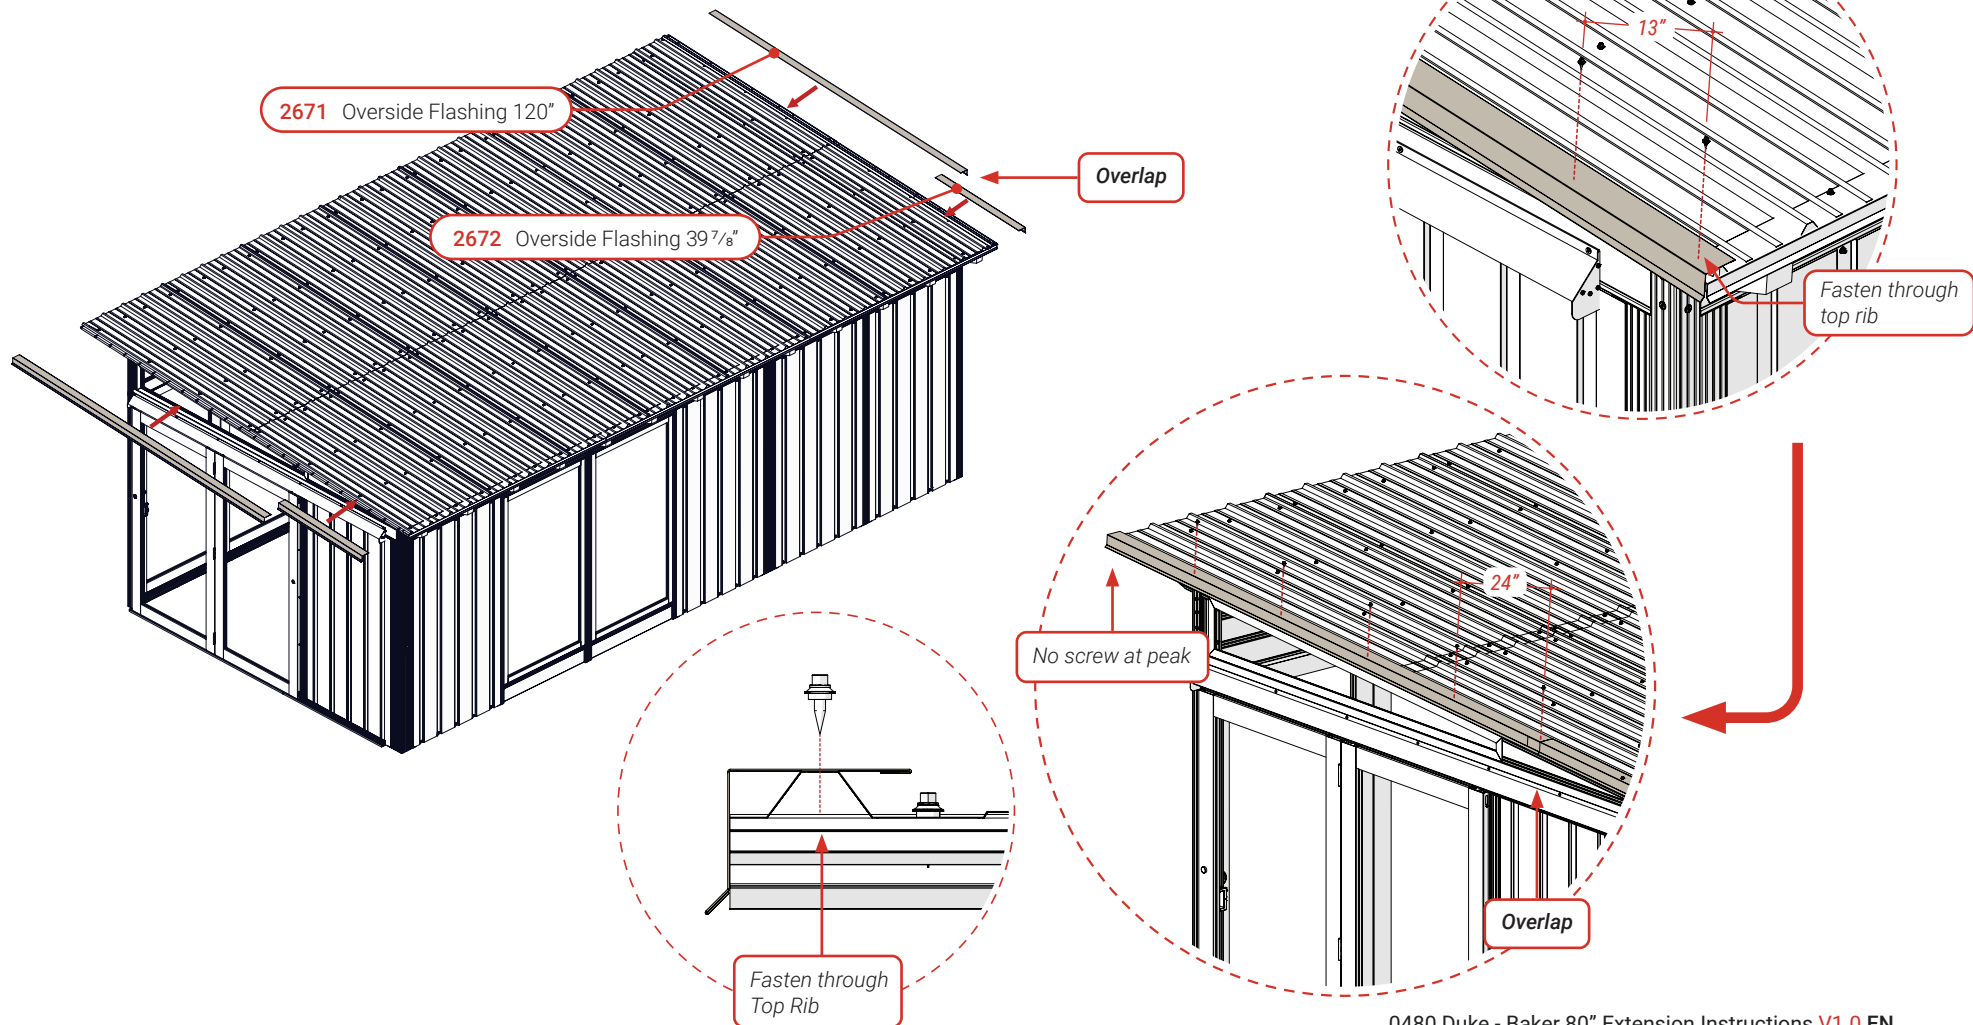 13”
2671 Overside Flashing 120”
Overlap
2672 Overside Flashing 39 7/8”
Fasten through
top rib
24”
No screw at peak
Overlap
Fasten through
Top Rib
0480 Duke - Baker 80” Extension Instructions V1.0 EN